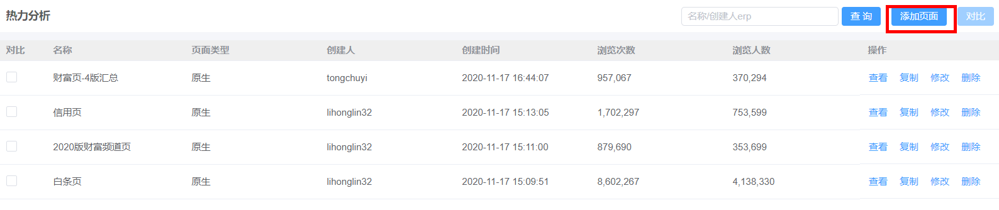 热力分析 名称/创建人erp 查 询 添加页面 对比
对比 名称 页面类型 创建人 创建时间 浏览次数 浏览人数 操作
财富页-4版汇总 原生 tongchuyi 2020-11-17 16:44:07 957,067 370,294 查看 复制 修改 删除
信用页 原生 lihonglin32 2020-11-17 15:13:05 1,702,297 753,599 查看 复制 修改 删除
2020版财富频道页 原生 lihonglin32 2020-11-17 15:11:00 879,690 353,699 查看 复制 修改 删除
白条页 原生 lihonglin32 2020-11-17 15:09:51 8,602,267 4,138,330 查看 复制 修改 删除